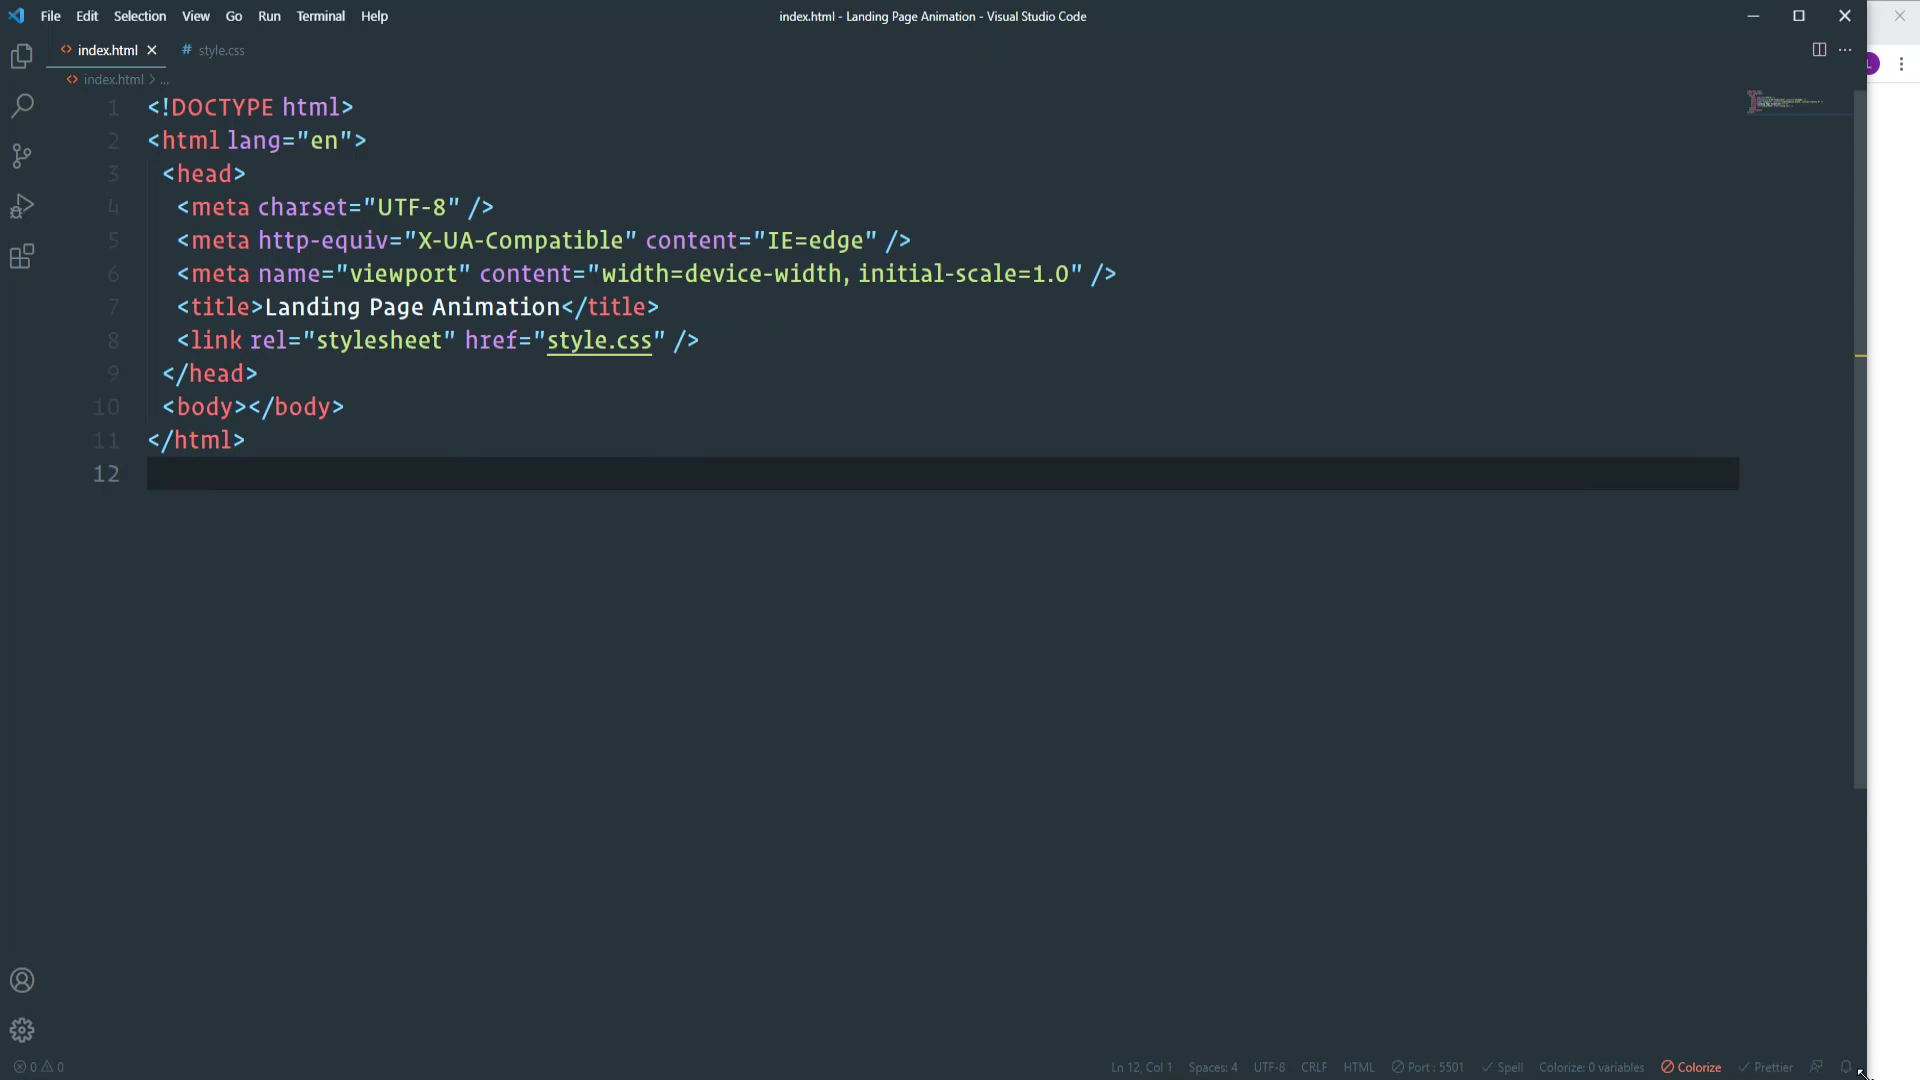 File Edit Selection View Go Run Terminal Help
index.html - Landing Page Animation - Visual Studio Code
index.html
# style.css
index.html > ...
1 <!DOCTYPE html>
2 <html lang="en">
3 <head>
4 <meta charset="UTF-8" />
5 <meta http-equiv="X-UA-Compatible" content="IE=edge" />
6 <meta name="viewport" content="width=device-width, initial-scale=1.0" />
7 <title>Landing Page Animation</title>
8 <link rel="stylesheet" href="style.css" />
9 </head>
10 <body></body>
11 </html>
12
0 0 Ln 12, Col 1 Spaces: 4 UTF-8 CRLF HTML Port : 5501 Spell Colorize: 0 variables Colorize Prettier